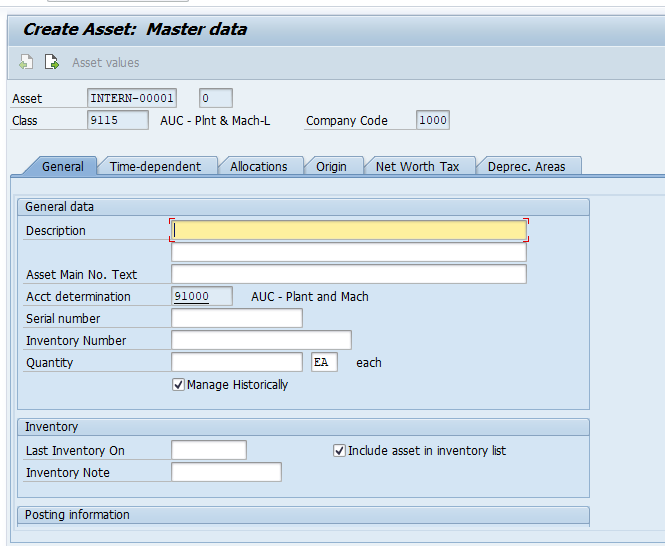 Create Asset: Master data
Asset values
Asset INTERN-00001 0
Class 9115 AUC - Plnt & Mach-L Company Code 1000
General Time-dependent Allocations Origin Net Worth Tax Deprec. Areas
General data
Description
Asset Main No. Text
Acct determination 91000 AUC - Plant and Mach
Serial number
Inventory Number
Quantity EA each
Manage Historically
Inventory
Last Inventory On Include asset in inventory list
Inventory Note
Posting information